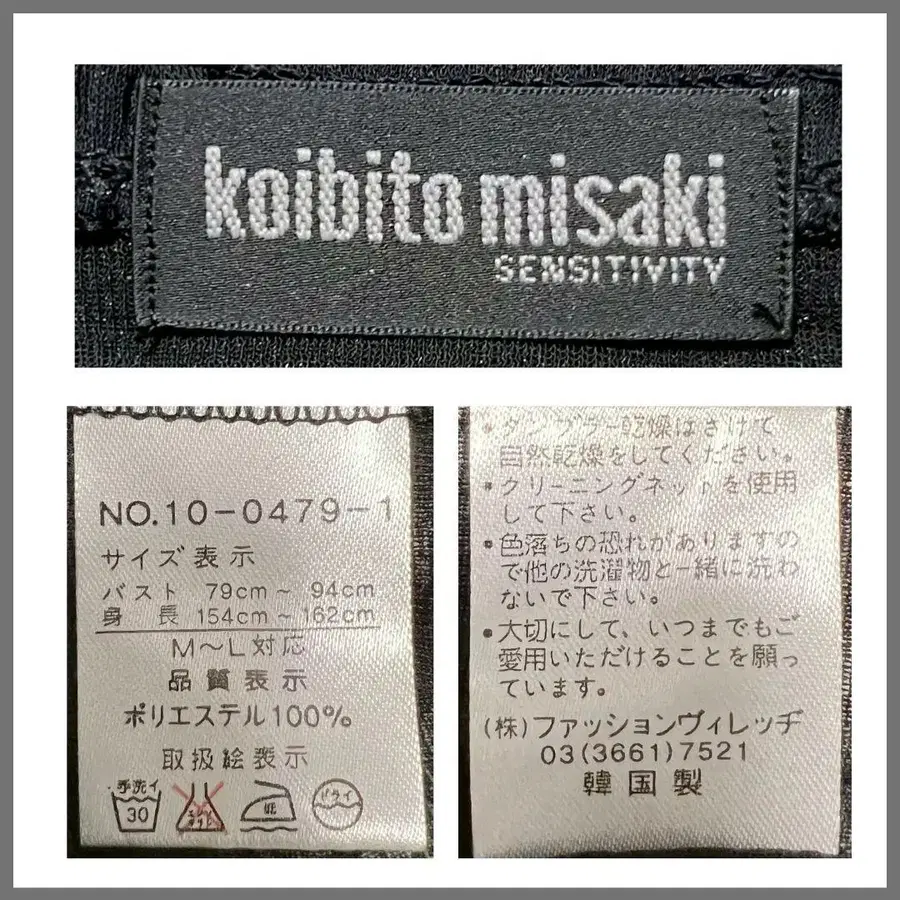 koibito misaki
SENSITIVITY
NO.10-0479-1
サイズ表示
バスト 79cm~ 94cm
身 長 154cm~162cm
M~L対応
品質表示
ポリエステル100%
取扱絵表示
手洗イ
30
エンソサラシ
中
ドライ
・タンブラー乾燥はさけて
自然乾燥をしてください。
・クリーニングネットを使用
して下さい。
・色落ちの恐れがありますの
で他の洗濯物と一緒に洗わ
ないで下さい。
・大切にして、いつまでもご
愛用いただけることを願っ
ています。
(株)ファッションヴィレッヂ
03(3661)7521
韓国製